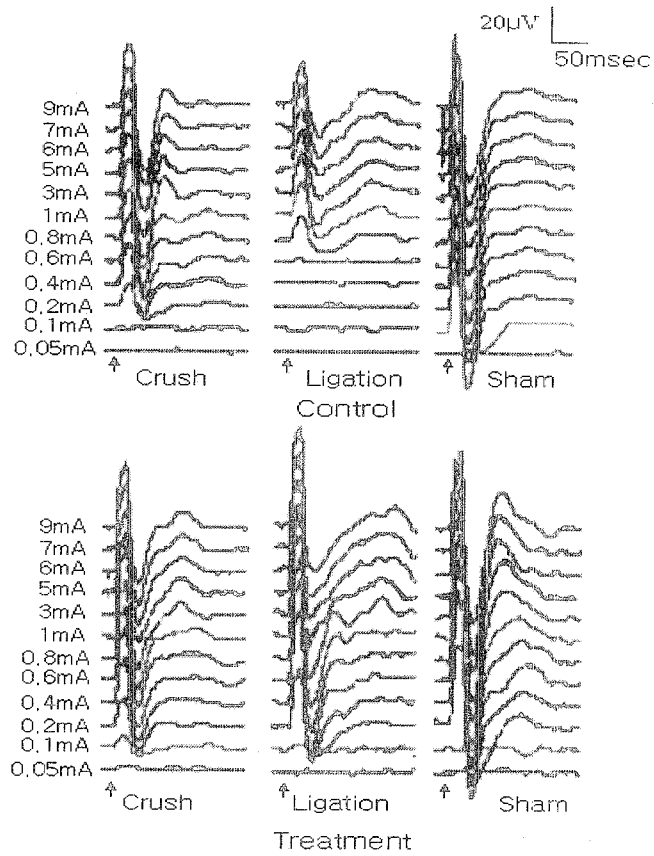 20µV
50msec
9mA
7mA
6mA
5mA
3mA
1mA
0.8mA
0.6mA
0.4mA
0.2mA
0.1mA
0.05mA
Crush Ligation Sham
Control
9mA
7mA
6mA
5mA
3mA
1mA
0.8mA
0.6mA
0.4mA
0.2mA
0.1mA
0.05mA
Crush Ligation Sham
Treatment